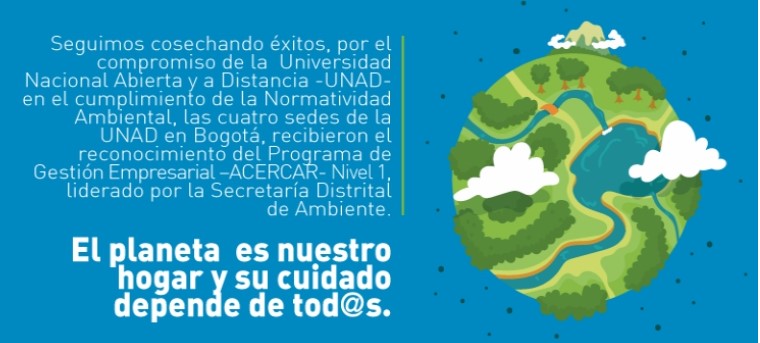 Seguimos cosechando éxitos, por el
compromiso de la Universidad
Nacional Abierta y a Distancia -UNAD-
en el cumplimiento de la Normatividad
Ambiental, las cuatro sedes de la
UNAD en Bogotá, recibieron el
reconocimiento del Programa de
Gestión Empresarial –ACERCAR- Nivel 1,
liderado por la Secretaría Distrital
de Ambiente.
El planeta es nuestro
hogar y su cuidado
depende de tod@s.